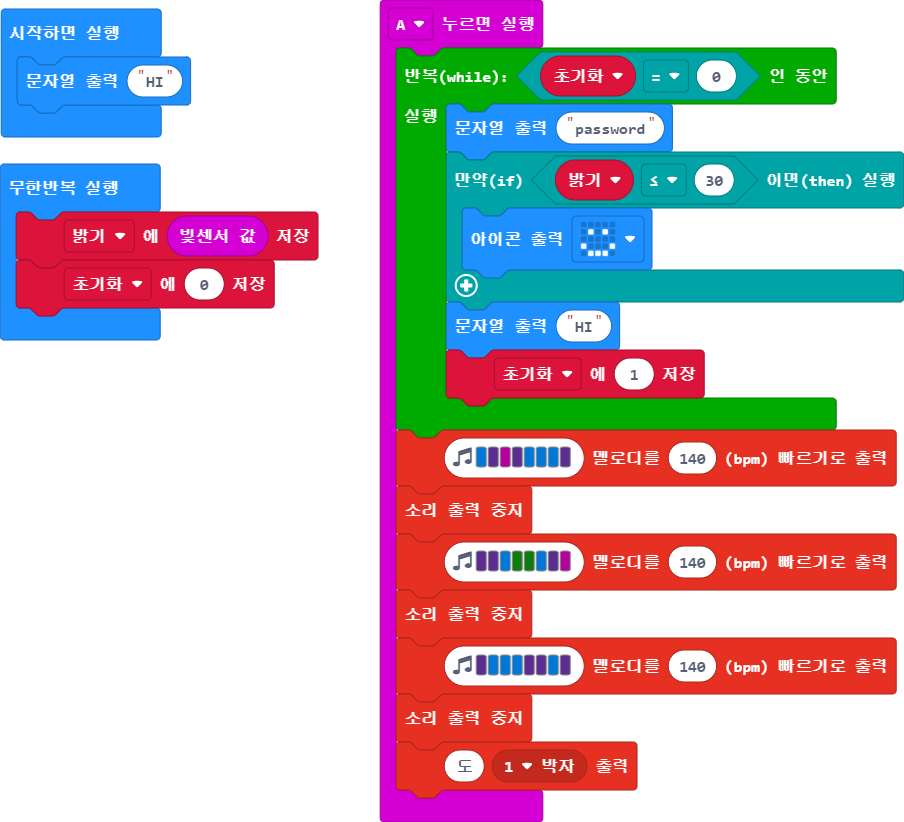 시작하면 실행
문자열 출력 "HI"
무한반복 실행
밝기 에 빛센서 값 저장
초기화 에 0 저장
A 누르면 실행
반복(while): 초기화 = 0 인 동안
실행
문자열 출력 "password"
만약(if) 밝기 ≤ 30 이면(then) 실행
아이콘 출력
문자열 출력 "HI"
초기화 에 1 저장
멜로디를 140 (bpm) 빠르기로 출력
소리 출력 중지
멜로디를 140 (bpm) 빠르기로 출력
소리 출력 중지
멜로디를 140 (bpm) 빠르기로 출력
소리 출력 중지
도 1 박자 출력